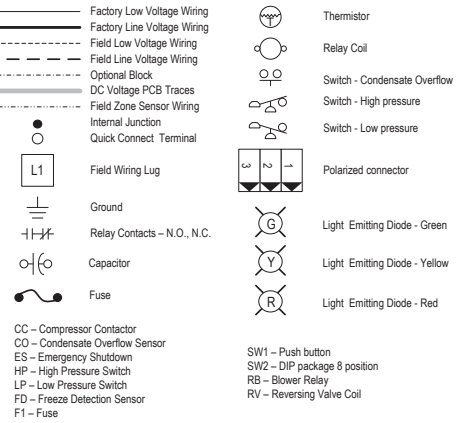 Factory Low Voltage Wiring
Factory Line Voltage Wiring
Field Low Voltage Wiring
Field Line Voltage Wiring
Optional Block
DC Voltage PCB Traces
Field Zone Sensor Wiring
Internal Junction
Quick Connect Terminal
L1
Field Wiring Lug
Ground
Relay Contacts – N.O., N.C.
Capacitor
Fuse
Thermistor
Relay Coil
Switch - Condensate Overflow
Switch - High pressure
Switch - Low pressure
3 2 1
Polarized connector
G
Light Emitting Diode - Green
Y
Light Emitting Diode - Yellow
R
Light Emitting Diode - Red
CC – Compressor Contactor
CO – Condensate Overflow Sensor
ES – Emergency Shutdown
HP – High Pressure Switch
LP – Low Pressure Switch
FD – Freeze Detection Sensor
F1 – Fuse
SW1 – Push button
SW2 – DIP package 8 position
RB – Blower Relay
RV – Reversing Valve Coil